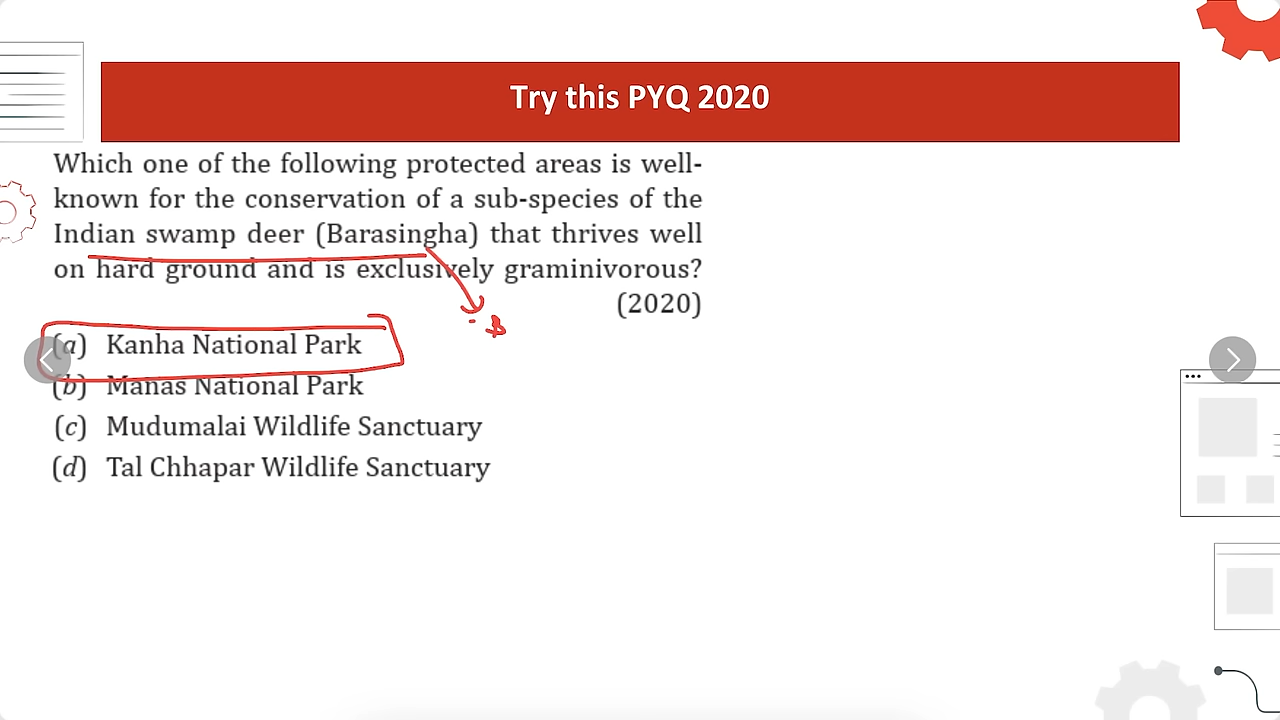 Try this PYQ 2020
Which one of the following protected areas is well-
known for the conservation of a sub-species of the
Indian swamp deer (Barasingha) that thrives well
on hard ground and is exclusively graminivorous?
(2020)
(a) Kanha National Park
(b) Manas National Park
(c) Mudumalai Wildlife Sanctuary
(d) Tal Chhapar Wildlife Sanctuary